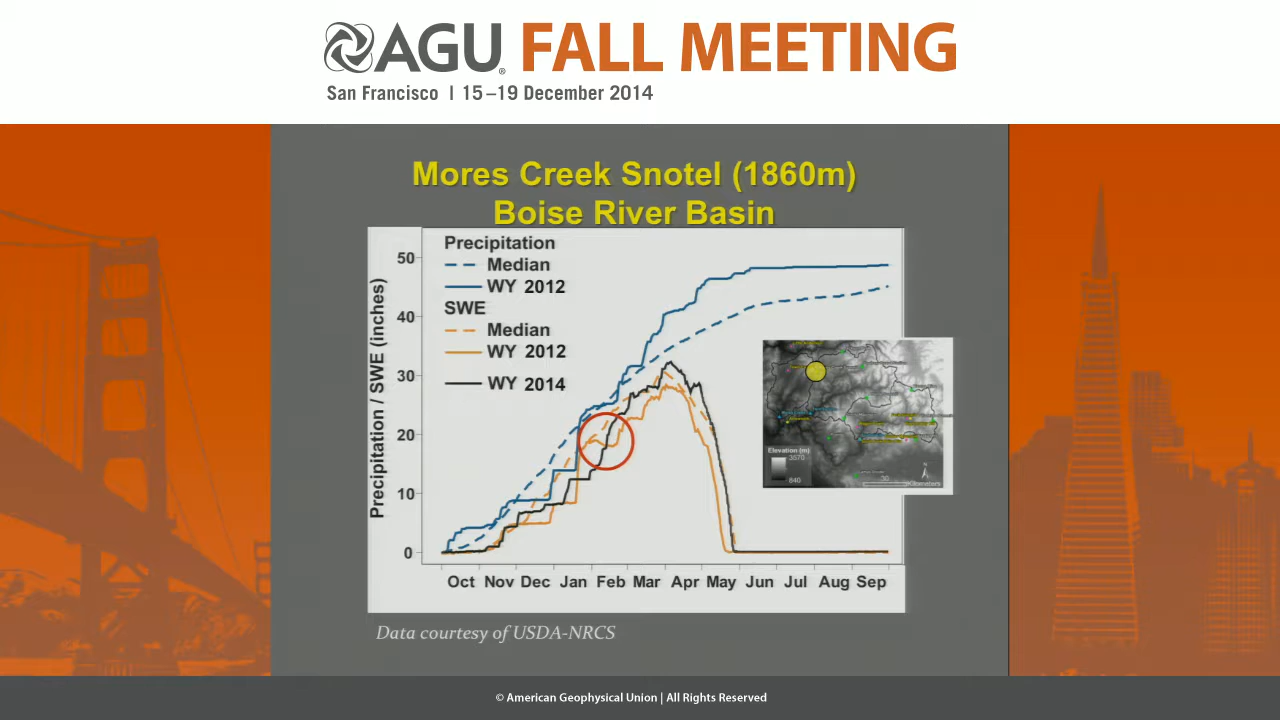 AGU FALL MEETING
San Francisco | 15–19 December 2014
Mores Creek Snotel (1860m)
Boise River Basin
Precipitation
Median
WY 2012
SWE
Median
WY 2012
WY 2014
Precipitation / SWE (inches)
50
40
30
20
10
0
Oct Nov Dec Jan Feb Mar Apr May Jun Jul Aug Sep
Elevation (m)
3570
840
N
30
Kilometers
Data courtesy of USDA-NRCS
© American Geophysical Union | All Rights Reserved